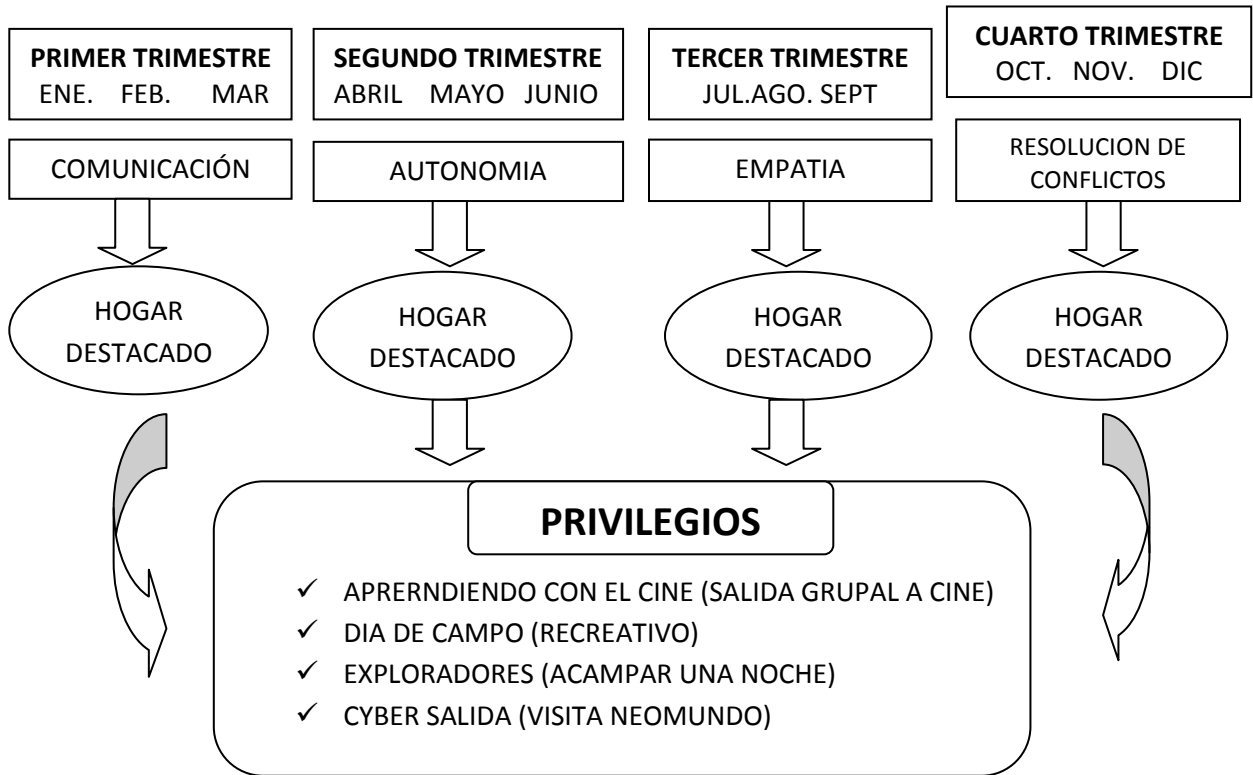 PRIMER TRIMESTRE
ENE. FEB. MAR
SEGUNDO TRIMESTRE
ABRIL MAYO JUNIO
TERCER TRIMESTRE
JUL.AGO. SEPT
CUARTO TRIMESTRE
OCT. NOV. DIC
COMUNICACIÓN
AUTONOMIA
EMPATIA
RESOLUCION DE
CONFLICTOS
HOGAR
DESTACADO
HOGAR
DESTACADO
HOGAR
DESTACADO
HOGAR
DESTACADO
PRIVILEGIOS
✓ APRERNDIENDO CON EL CINE (SALIDA GRUPAL A CINE)
✓ DIA DE CAMPO (RECREATIVO)
✓ EXPLORADORES (ACAMPAR UNA NOCHE)
✓ CYBER SALIDA (VISITA NEOMUNDO)